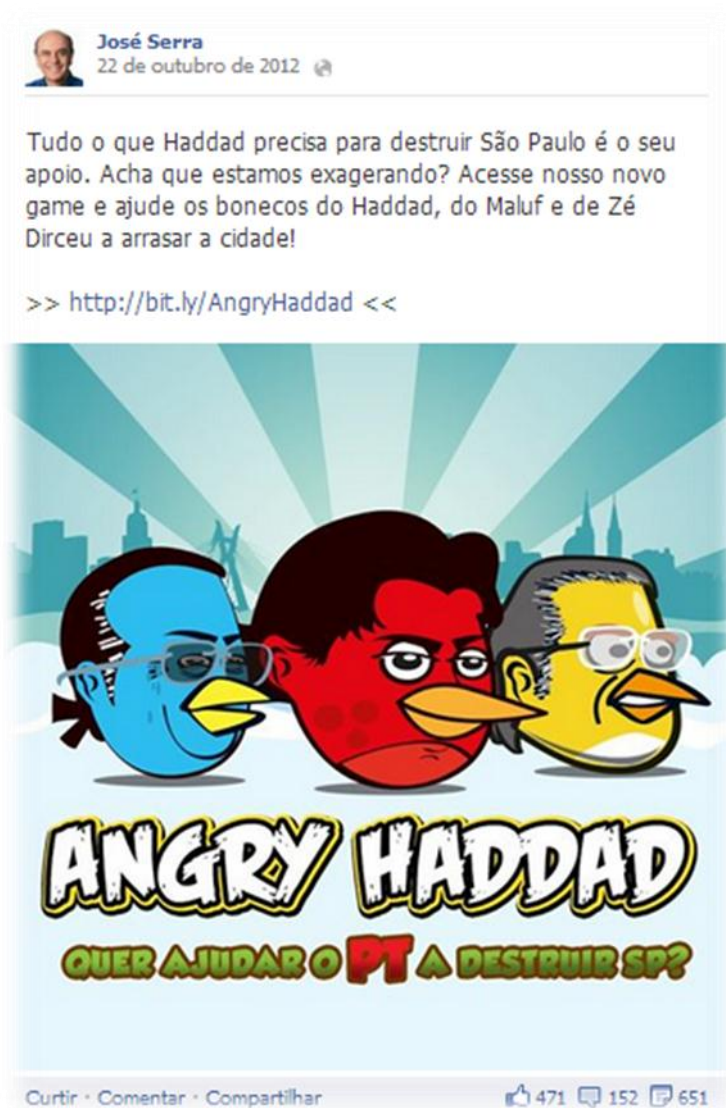 José Serra
22 de outubro de 2012
Tudo o que Haddad precisa para destruir São Paulo é o seu
apoio. Acha que estamos exagerando? Acesse nosso novo
game e ajude os bonecos do Haddad, do Maluf e de Zé
Dirceu a arrasar a cidade!
>> http://bit.ly/AngryHaddad <<
ANGRY HADDAD
QUER AJUDAR O PT A DESTRUIR SP?
Curtir · Comentar · Compartilhar 471 152 651